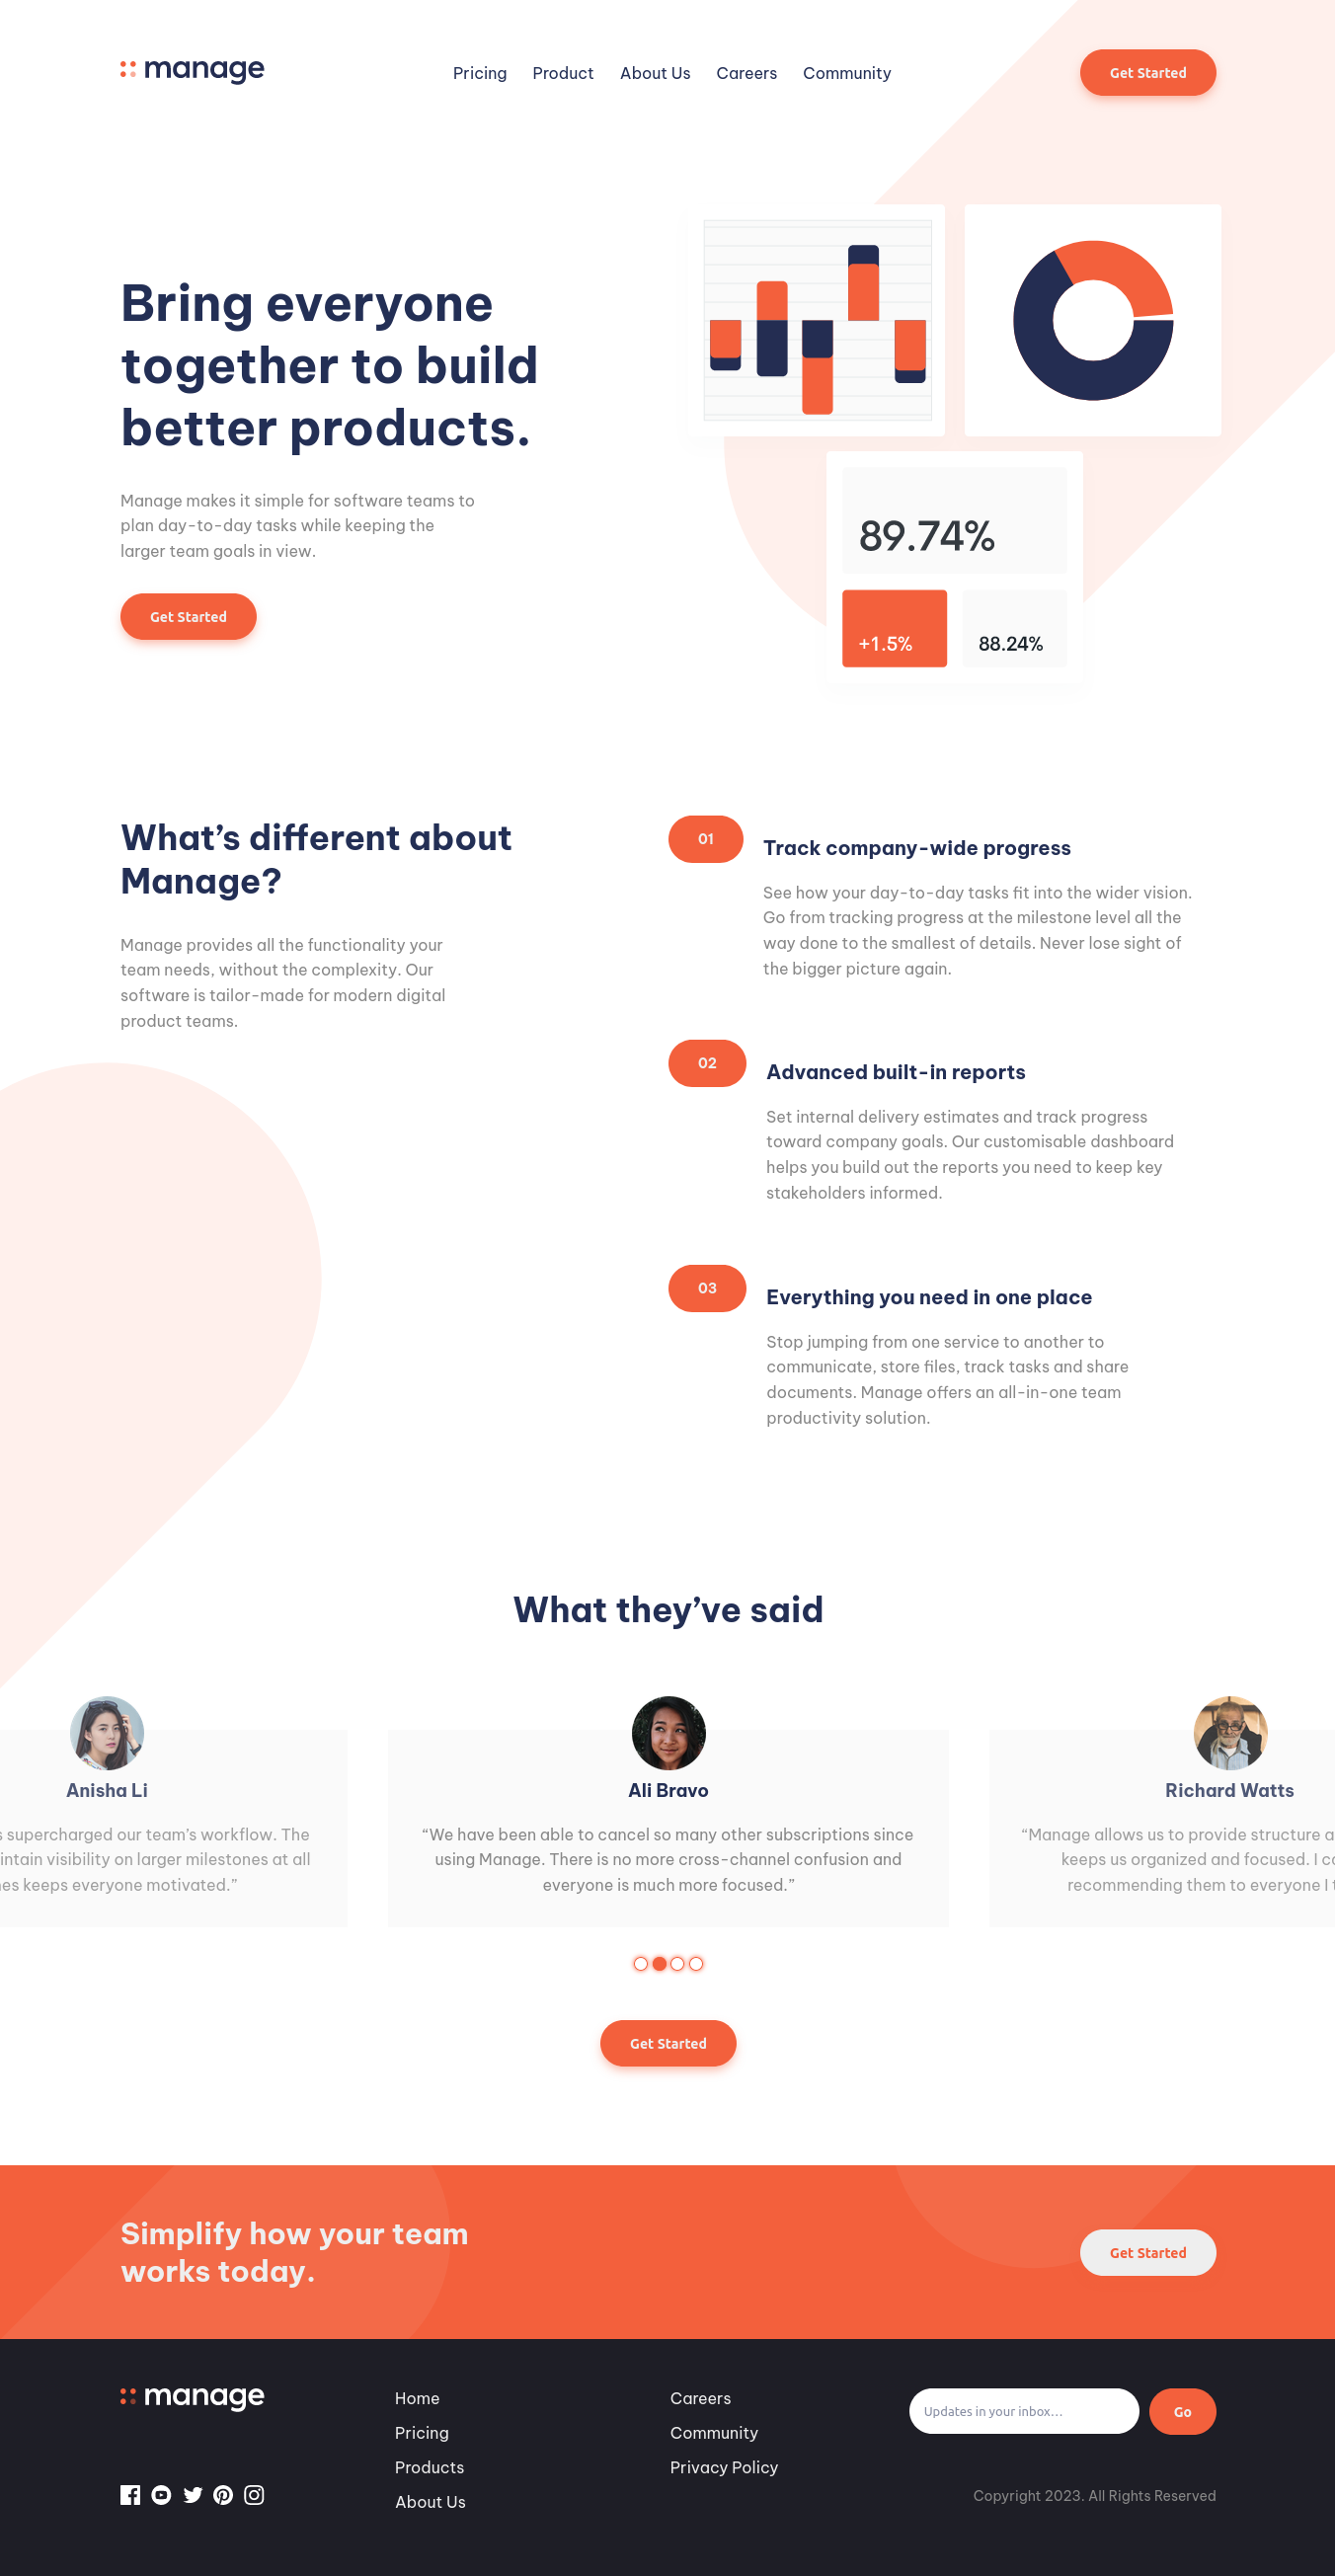 manage
Pricing
Product
About Us
Careers
Community
Get Started
Bring everyone
together to build
better products.
Manage makes it simple for software teams to
plan day-to-day tasks while keeping the
larger team goals in view.
Get Started
89.74%
+1.5%
88.24%
What’s different about
Manage?
Manage provides all the functionality your
team needs, without the complexity. Our
software is tailor-made for modern digital
product teams.
01
Track company-wide progress
See how your day-to-day tasks fit into the wider vision.
Go from tracking progress at the milestone level all the
way done to the smallest of details. Never lose sight of
the bigger picture again.
02
Advanced built-in reports
Set internal delivery estimates and track progress
toward company goals. Our customisable dashboard
helps you build out the reports you need to keep key
stakeholders informed.
03
Everything you need in one place
Stop jumping from one service to another to
communicate, store files, track tasks and share
documents. Manage offers an all-in-one team
productivity solution.
What they’ve said
Anisha Li
supercharged our team’s workflow. The
visibility on larger milestones at all
keeps everyone motivated.”
Ali Bravo
“We have been able to cancel so many other subscriptions since
using Manage. There is no more cross-channel confusion and
everyone is much more focused.”
Richard Watts
“Manage allows us to provide structure
keeps us organized and focused. I
recommending them to everyone I
Get Started
Simplify how your team
works today.
Get Started
manage
Home
Pricing
Products
About Us
Careers
Community
Privacy Policy
Updates in your inbox...
Go
Copyright 2023. All Rights Reserved